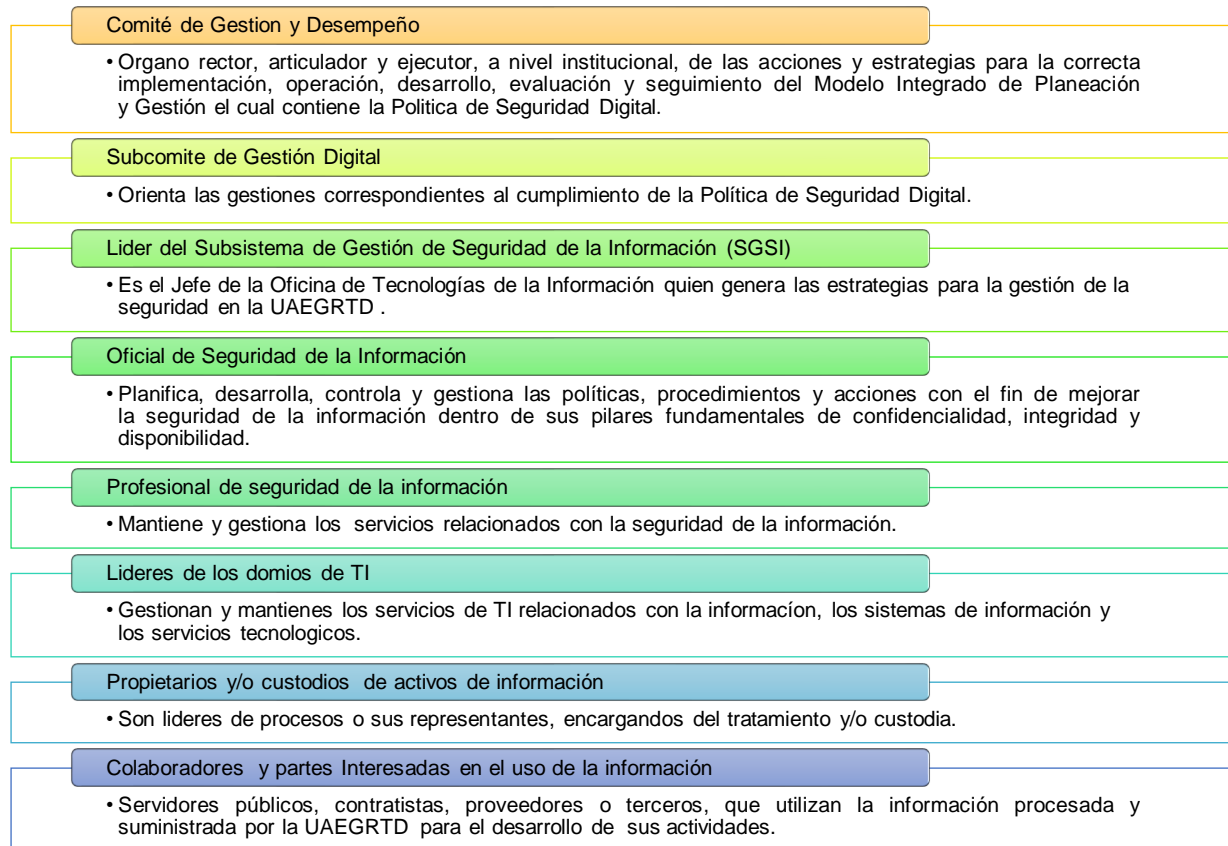 Comité de Gestion y Desempeño
• Organo rector, articulador y ejecutor, a nivel institucional, de las acciones y estrategias para la correcta
implementación, operación, desarrollo, evaluación y seguimiento del Modelo Integrado de Planeación
y Gestión el cual contiene la Politica de Seguridad Digital.
Subcomite de Gestión Digital
• Orienta las gestiones correspondientes al cumplimiento de la Política de Seguridad Digital.
Lider del Subsistema de Gestión de Seguridad de la Información (SGSI)
• Es el Jefe de la Oficina de Tecnologías de la Información quien genera las estrategias para la gestión de la
seguridad en la UAEGRTD .
Oficial de Seguridad de la Información
• Planifica, desarrolla, controla y gestiona las políticas, procedimientos y acciones con el fin de mejorar
la seguridad de la información dentro de sus pilares fundamentales de confidencialidad, integridad y
disponibilidad.
Profesional de seguridad de la información
• Mantiene y gestiona los servicios relacionados con la seguridad de la información.
Lideres de los domios de TI
• Gestionan y mantienes los servicios de TI relacionados con la informacíon, los sistemas de información y
los servicios tecnologicos.
Propietarios y/o custodios de activos de información
• Son lideres de procesos o sus representantes, encargandos del tratamiento y/o custodia.
Colaboradores y partes Interesadas en el uso de la información
• Servidores públicos, contratistas, proveedores o terceros, que utilizan la información procesada y
suministrada por la UAEGRTD para el desarrollo de sus actividades.